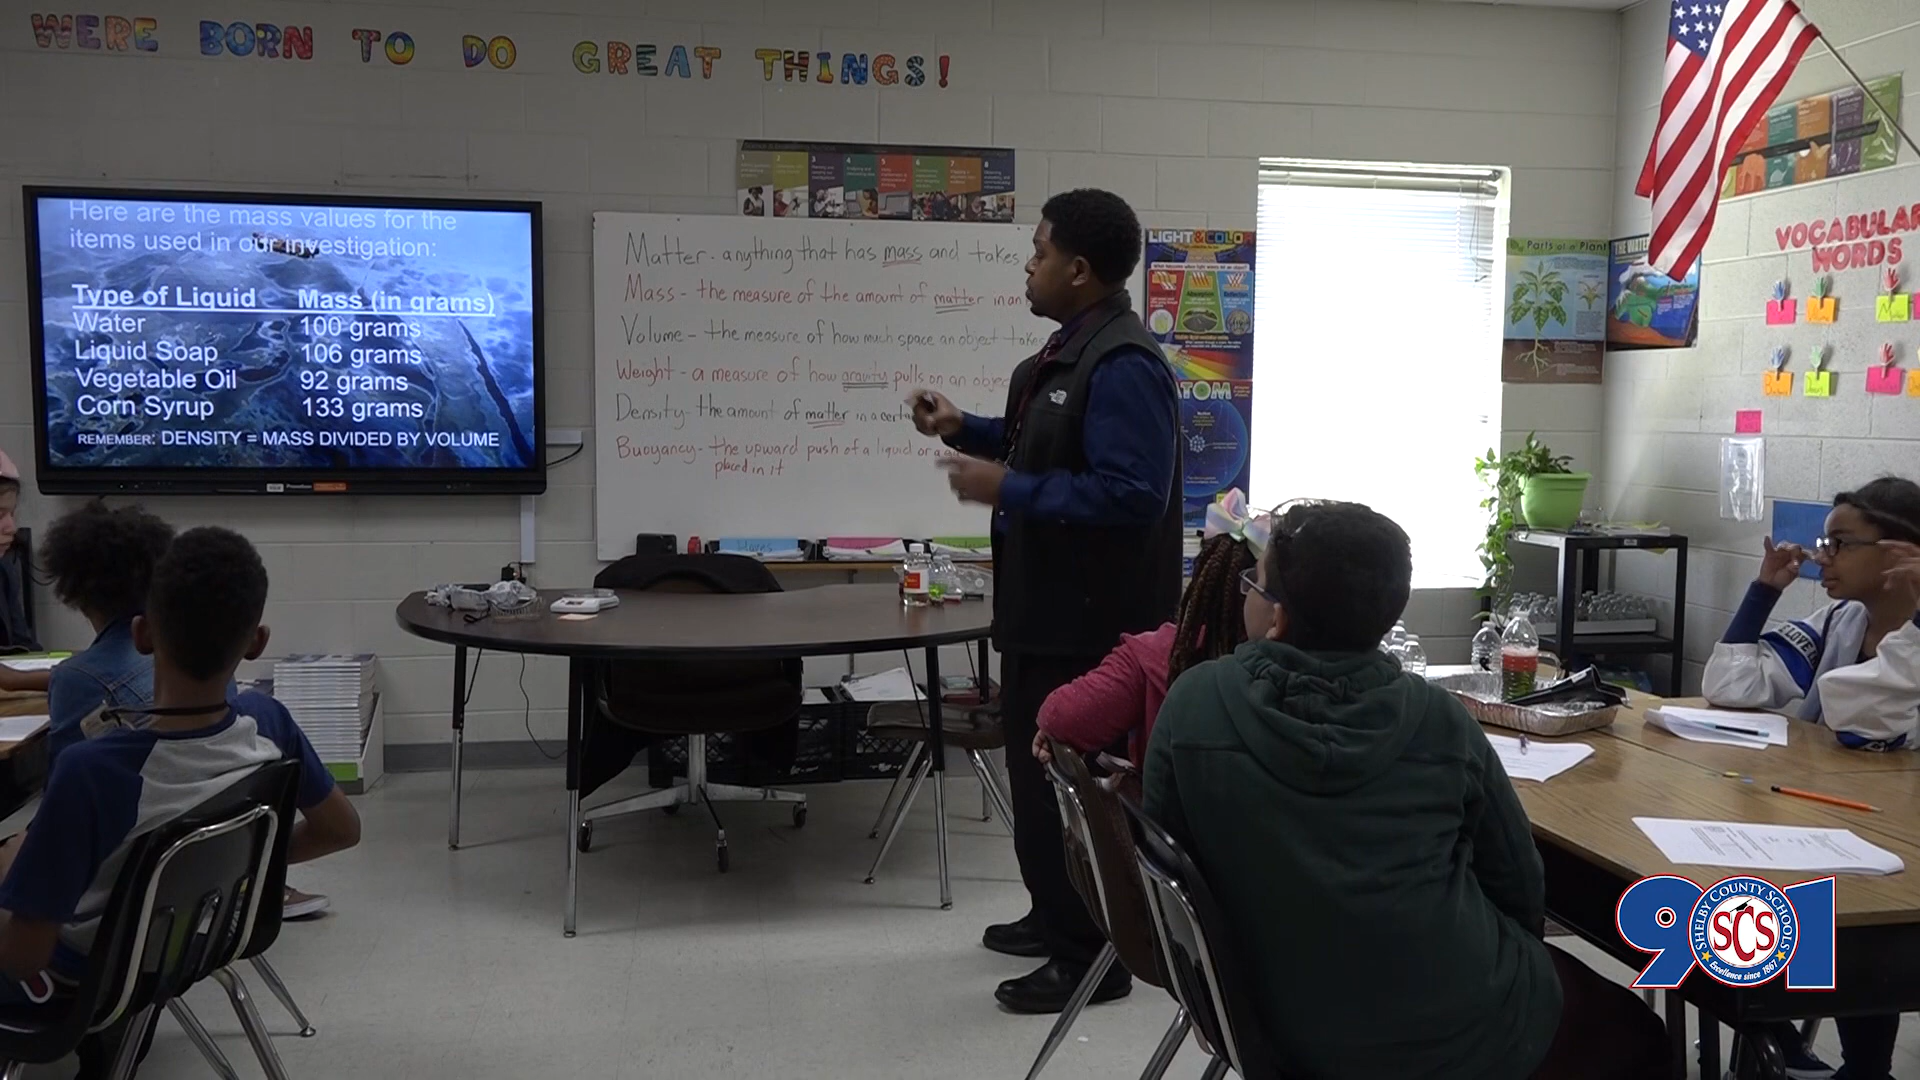 WERE BORN TO DO GREAT THINGS!
Here are the mass values for the
items used in our investigation:
Type of Liquid Mass (in grams)
Water 100 grams
Liquid Soap 106 grams
Vegetable Oil 92 grams
Corn Syrup 133 grams
REMEMBER: DENSITY = MASS DIVIDED BY VOLUME
Matter - anything that has mass and takes
Mass - the measure of the amount of matter in an
Volume - the measure of how much space an object takes
Weight - a measure of how gravity pulls on an object
Density - the amount of matter in a
Buoyancy - the upward push of a liquid or a
placed in it
LIGHT & COLOR
ATOM
Parts of a Plant
THE WATER
VOCABULAR
WORDS
901
SHELBY COUNTY SCHOOLS
SCS
Excellence since 1867